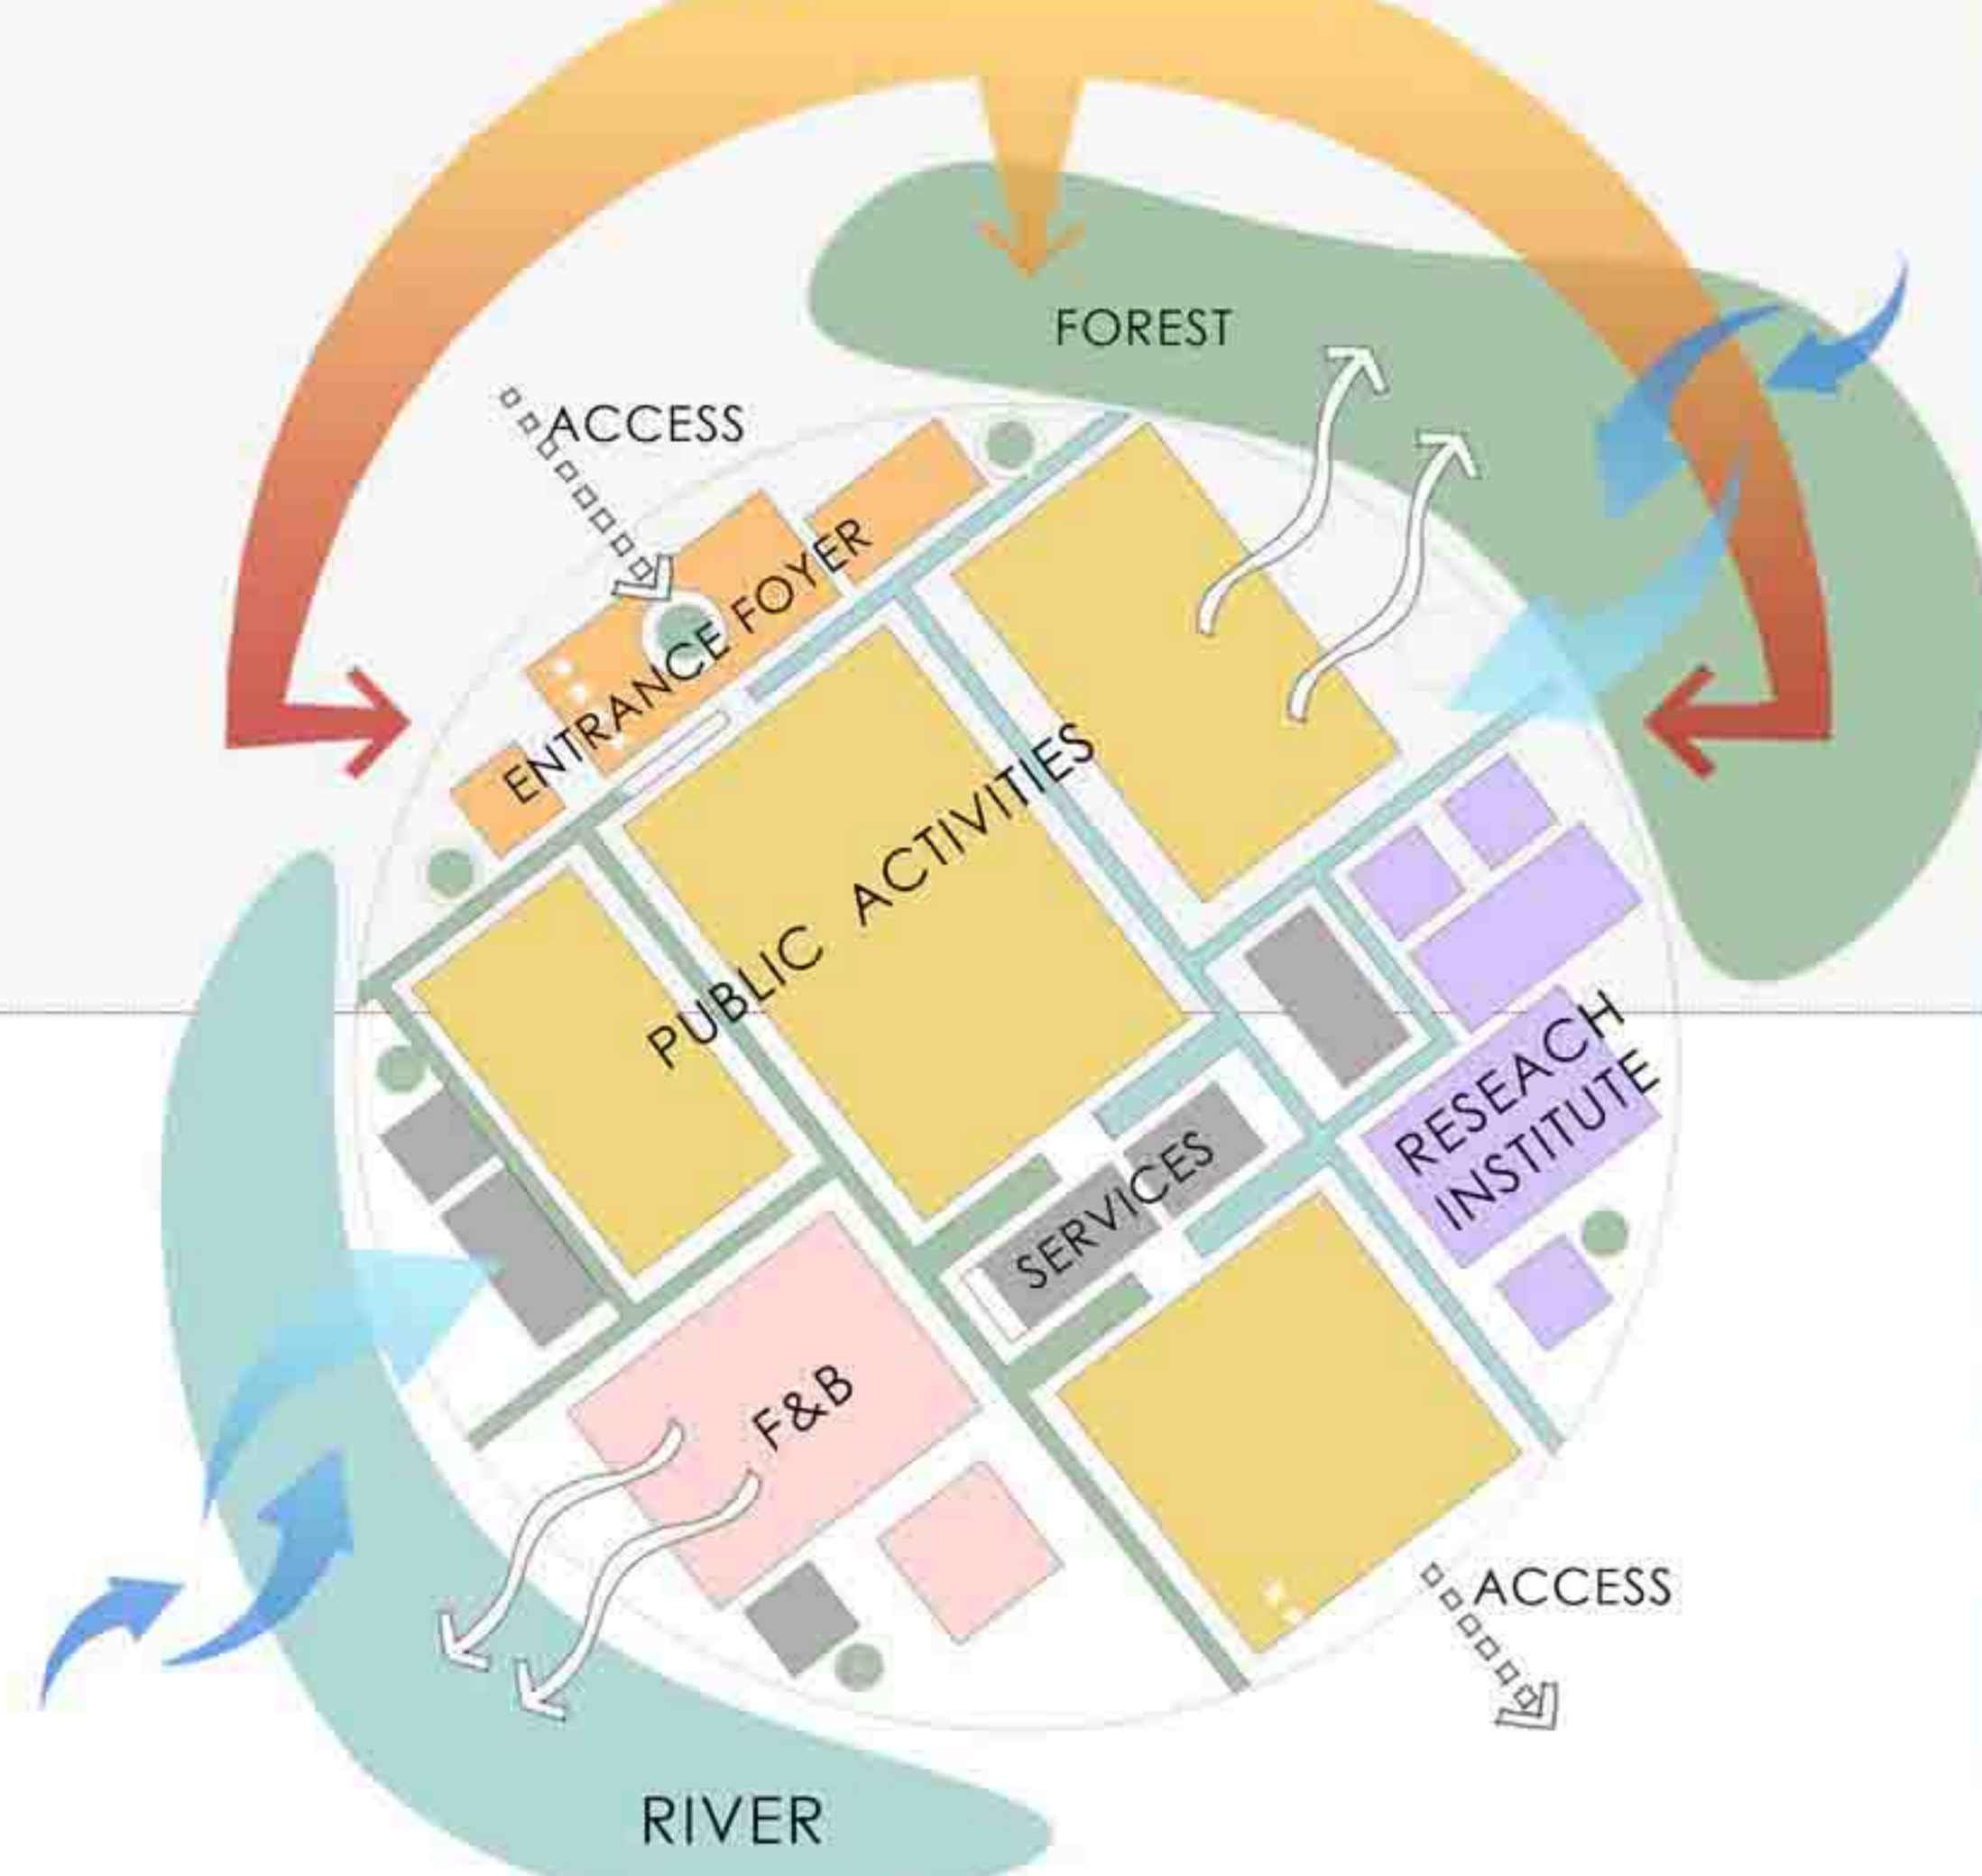 FOREST
ACCESS
ENTRANCE FOYER
PUBLIC ACTIVITIES
RESEACH
INSTITUTE
SERVICES
F&B
ACCESS
RIVER